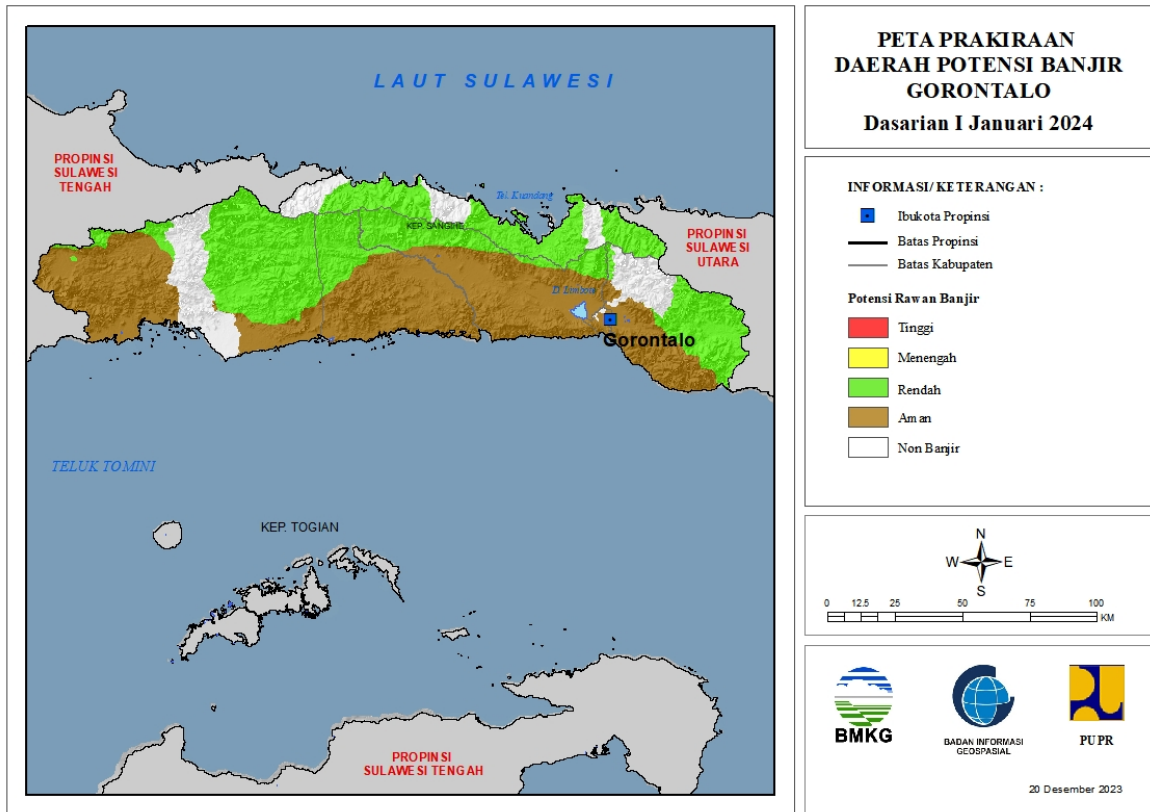 LAUT SULAWESI
PROPINSI
SULAWESI
TENGAH
Tel. Kuandang
KEP. SANGIHE
PROPINSI
SULAWESI
UTARA
D. Limboto
Gorontalo
TELUK TOMINI
KEP. TOGIAN
PROPINSI
SULAWESI TENGAH
PETA PRAKIRAAN
DAERAH POTENSI BANJIR
GORONTALO
Dasarian I Januari 2024
INFORMASI/ KETERANGAN :
Ibukota Propinsi
Batas Propinsi
Batas Kabupaten
Potensi Rawan Banjir
Tinggi
Menengah
Rendah
Aman
Non Banjir
N
W E
S
0 12.5 25 50 75 100
KM
BMKG
BADAN INFORMASI
GEOSPASIAL
PUPR
20 Desember 2023